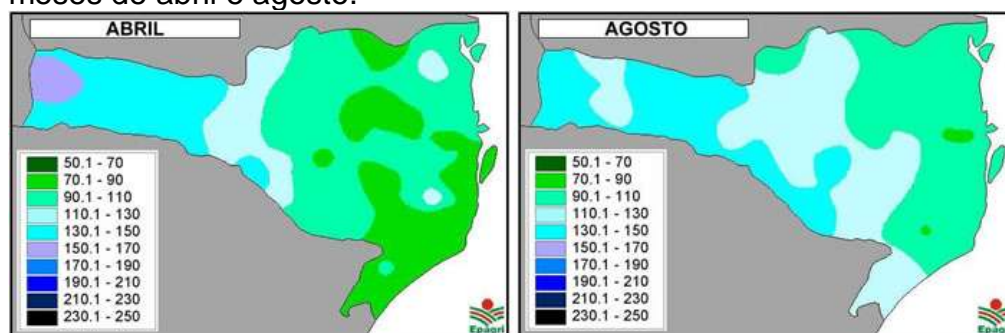 meses de abril e agosto.
ABRIL
50.1 - 70
70.1 - 90
90.1 - 110
110.1 - 130
130.1 - 150
150.1 - 170
170.1 - 190
190.1 - 210
210.1 - 230
230.1 - 250
Epagri
AGOSTO
50.1 - 70
70.1 - 90
90.1 - 110
110.1 - 130
130.1 - 150
150.1 - 170
170.1 - 190
190.1 - 210
210.1 - 230
230.1 - 250
Epagri